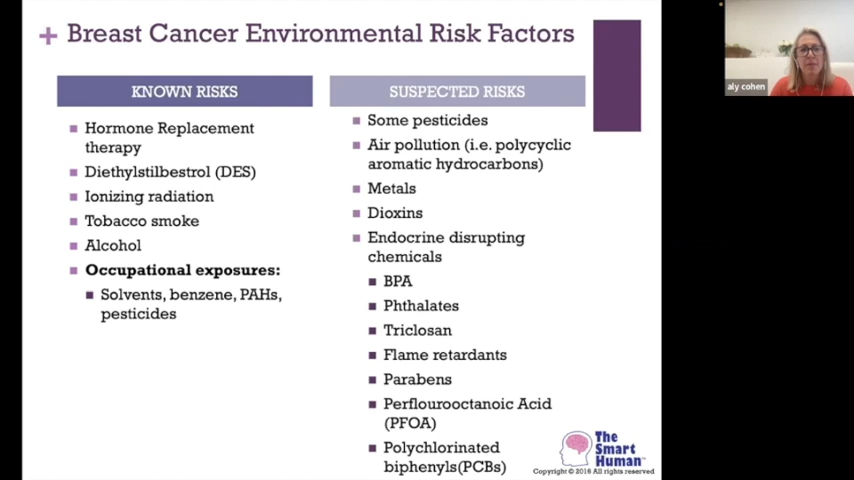 + Breast Cancer Environmental Risk Factors
KNOWN RISKS
Hormone Replacement
therapy
Diethylstilbestrol (DES)
Ionizing radiation
Tobacco smoke
Alcohol
Occupational exposures:
Solvents, benzene, PAHs,
pesticides
SUSPECTED RISKS
Some pesticides
Air pollution (i.e. polycyclic
aromatic hydrocarbons)
Metals
Dioxins
Endocrine disrupting
chemicals
BPA
Phthalates
Triclosan
Flame retardants
Parabens
Perflourooctanoic Acid
(PFOA)
Polychlorinated
biphenyls(PCBs)
The
Smart
Human™
Copyright © 2016 All rights reserved
aly cohen